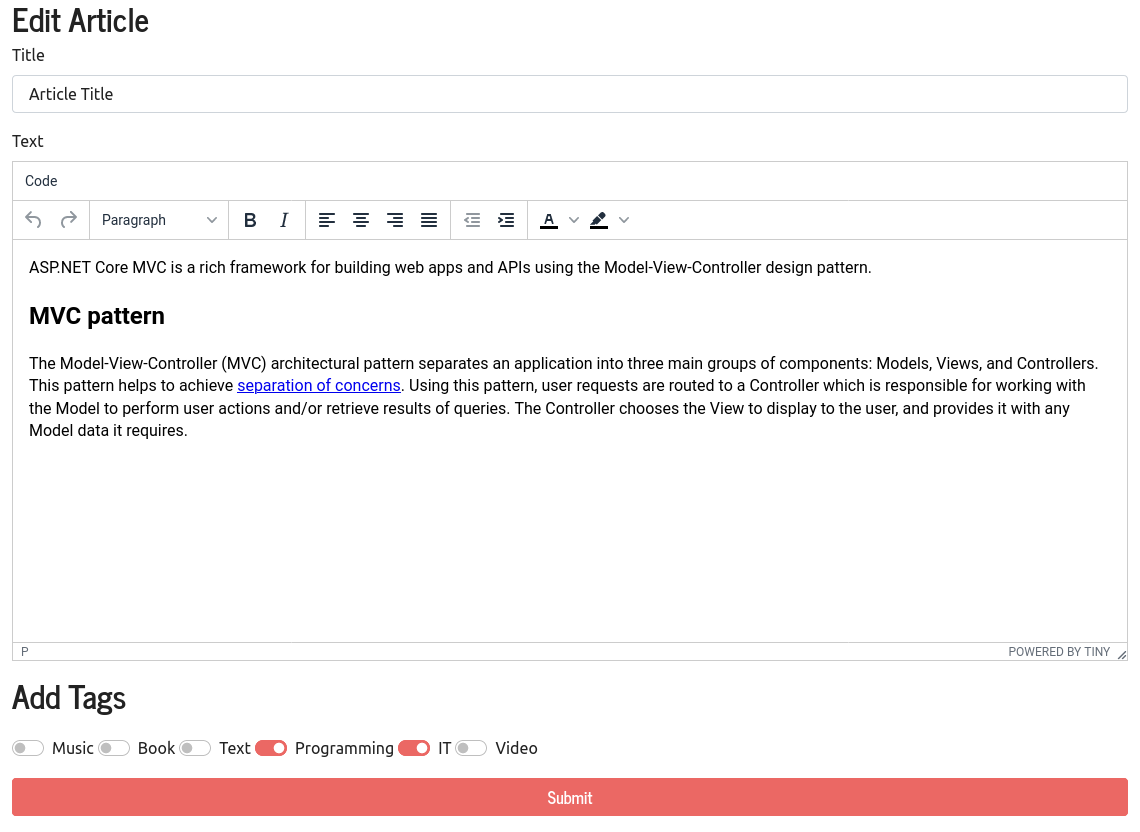 Edit Article
Title
Article Title
Text
Code
Paragraph B I A
ASP.NET Core MVC is a rich framework for building web apps and APIs using the Model-View-Controller design pattern.
MVC pattern
The Model-View-Controller (MVC) architectural pattern separates an application into three main groups of components: Models, Views, and Controllers.
This pattern helps to achieve separation of concerns. Using this pattern, user requests are routed to a Controller which is responsible for working with
the Model to perform user actions and/or retrieve results of queries. The Controller chooses the View to display to the user, and provides it with any
Model data it requires.
P POWERED BY TINY
Add Tags
Music Book Text Programming IT Video
Submit